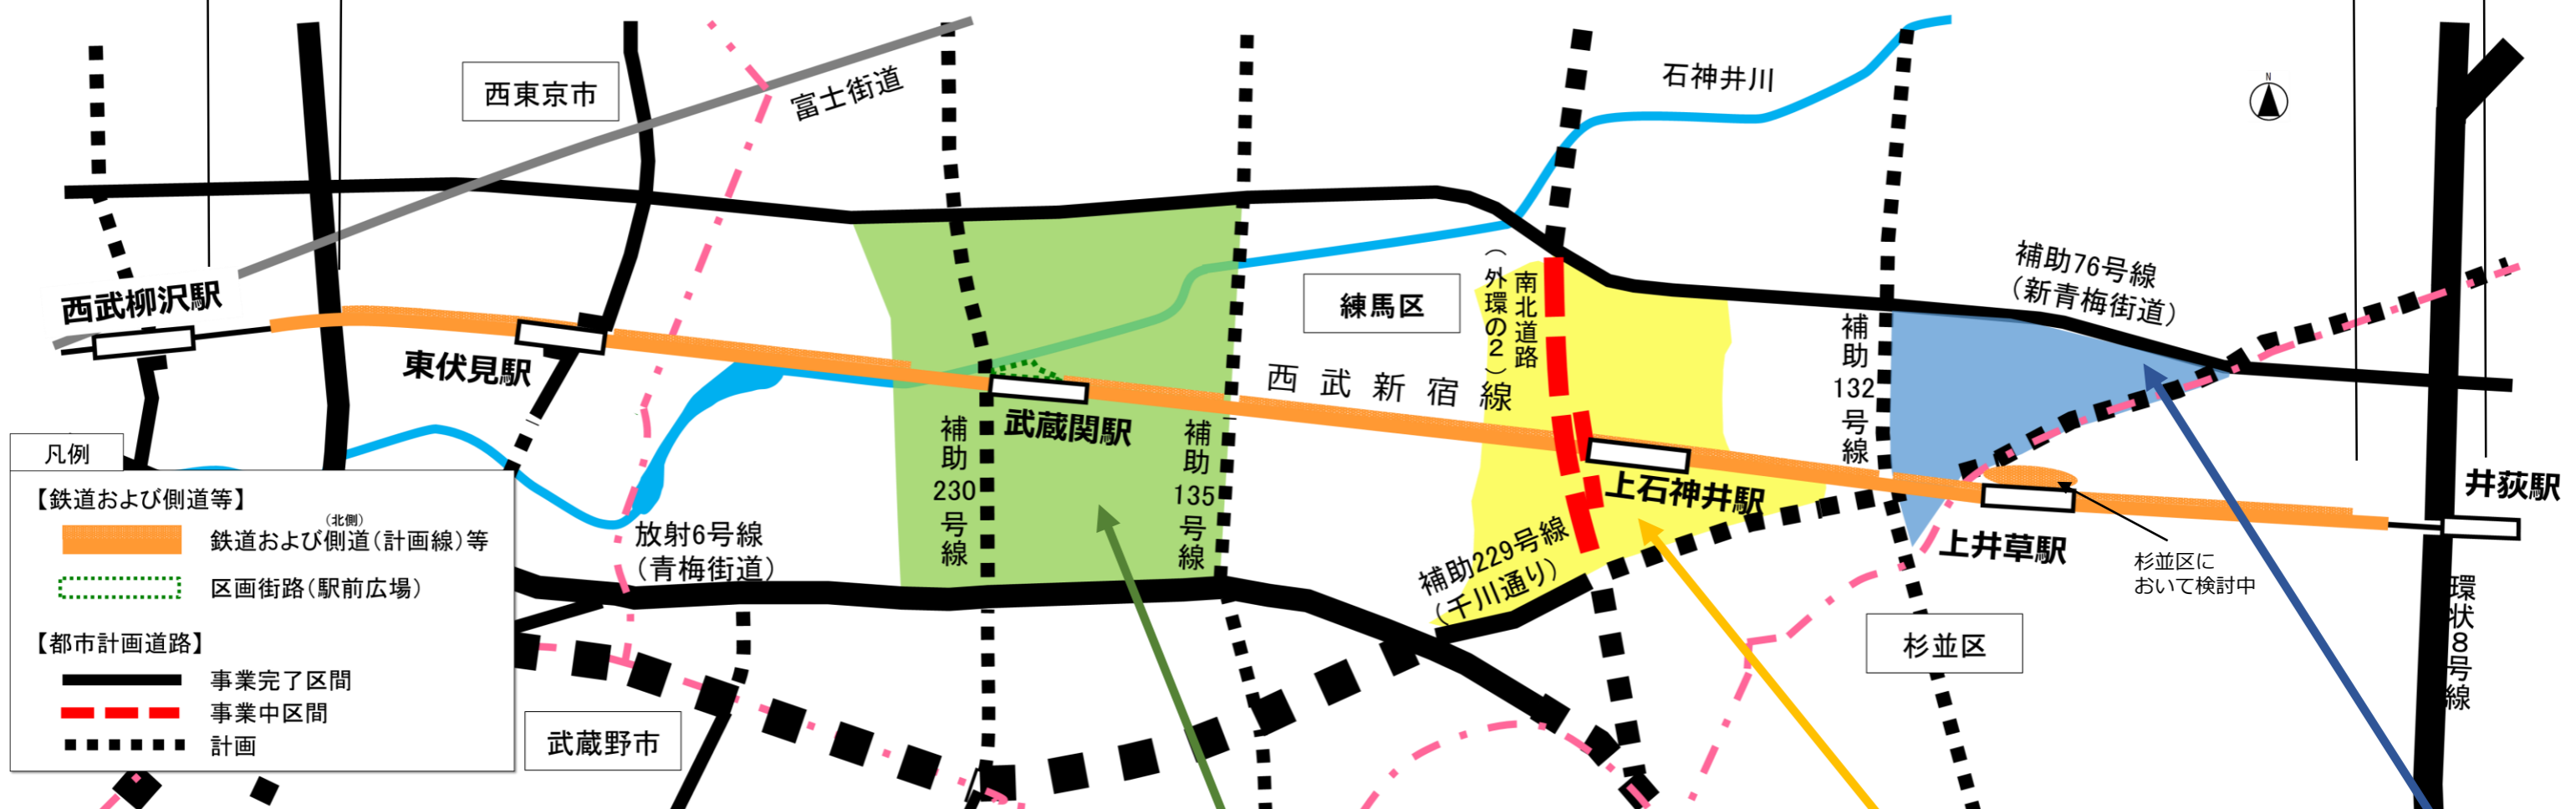 西東京市
富士街道
石神井川
N
補助76号線
（新青梅街道）
西武柳沢駅
東伏見駅
練馬区
南北道路
（外環の2）
補助132号線
西武新宿線
武蔵関駅
補助230号線
補助135号線
上石神井駅
井荻駅
上井草駅
杉並区に
おいて検討中
放射6号線
（青梅街道）
補助229号線
（千川通り）
環状8号線
杉並区
武蔵野市
凡例
【鉄道および側道等】
（北側）
鉄道および側道（計画線）等
区画街路（駅前広場）
【都市計画道路】
事業完了区間
事業中区間
計画